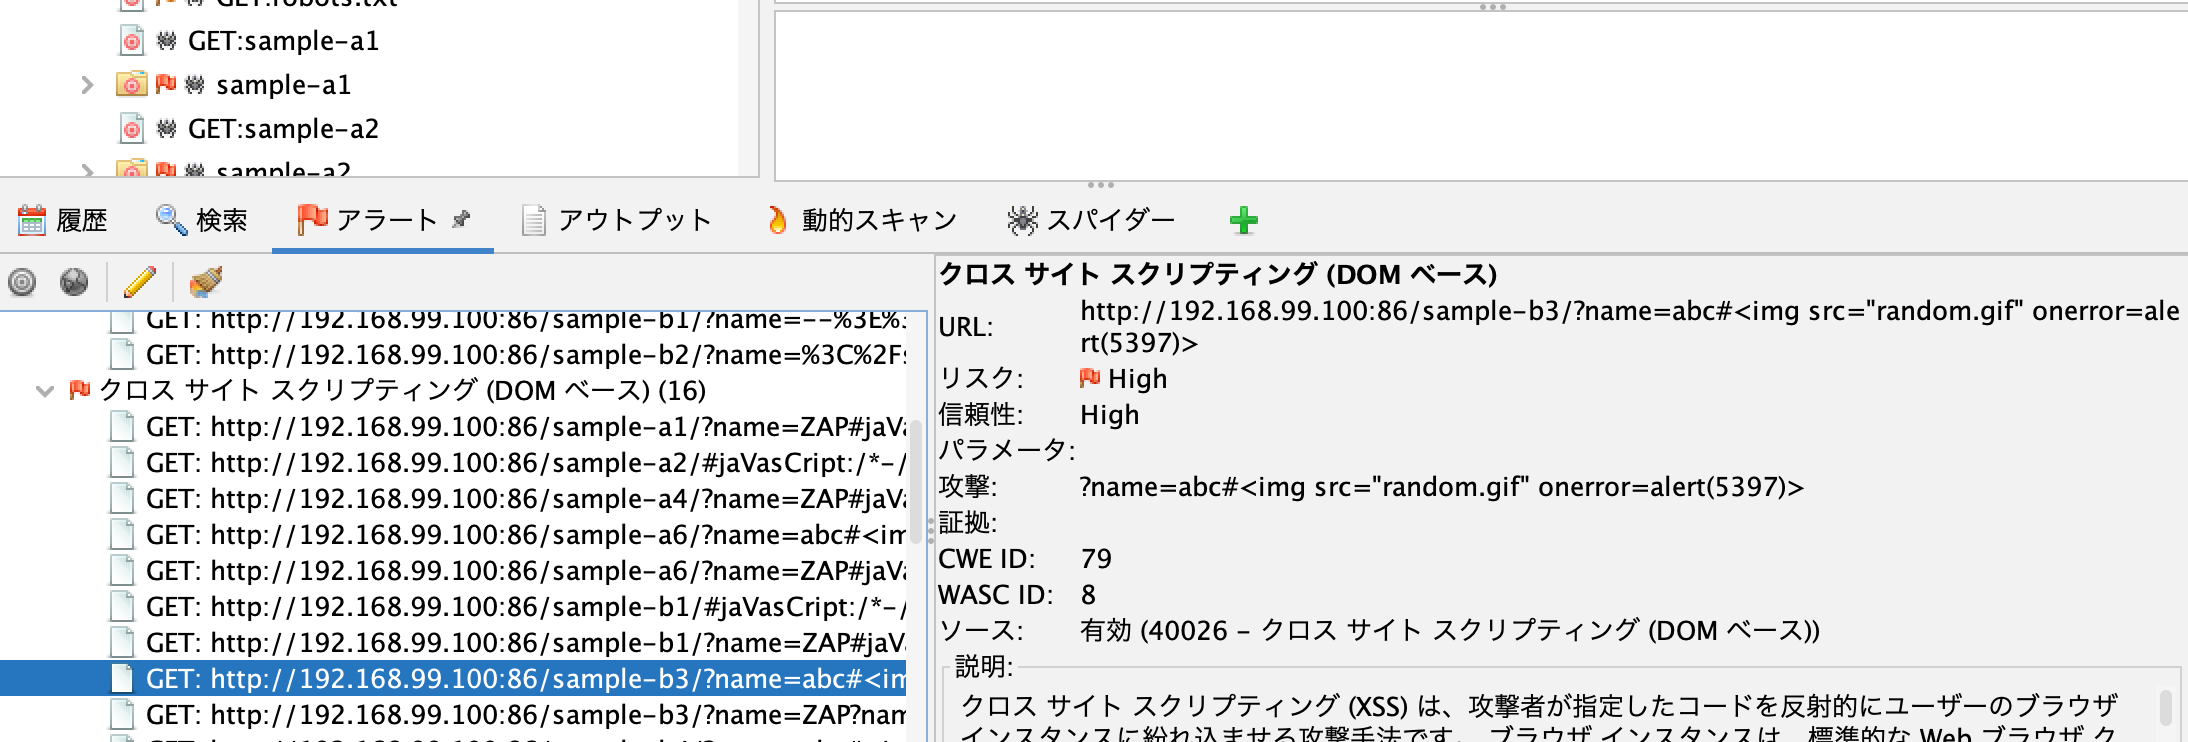 GET:robots.txt
GET:sample-a1
sample-a1
GET:sample-a2
sample-a2
履歴 検索 アラート アウトプット 動的スキャン スパイダー
GET: http://192.168.99.100:86/sample-b1/?name=--%3E%3
GET: http://192.168.99.100:86/sample-b2/?name=%3C%2Fs
クロス サイト スクリプティング (DOM ベース) (16)
GET: http://192.168.99.100:86/sample-a1/?name=ZAP#jaVa
GET: http://192.168.99.100:86/sample-a2/#jaVasCript:/*-/
GET: http://192.168.99.100:86/sample-a4/?name=ZAP#jaVa
GET: http://192.168.99.100:86/sample-a6/?name=abc#<im
GET: http://192.168.99.100:86/sample-a6/?name=ZAP#jaVa
GET: http://192.168.99.100:86/sample-b1/#jaVasCript:/*-/
GET: http://192.168.99.100:86/sample-b1/?name=ZAP#jaVa
GET: http://192.168.99.100:86/sample-b3/?name=abc#<im
GET: http://192.168.99.100:86/sample-b3/?name=ZAP?nam
クロス サイト スクリプティング (DOM ベース)
URL: http://192.168.99.100:86/sample-b3/?name=abc#<img src="random.gif" onerror=ale
rt(5397)>
リスク: High
信頼性: High
パラメータ:
攻撃: ?name=abc#<img src="random.gif" onerror=alert(5397)>
証拠:
CWE ID: 79
WASC ID: 8
ソース: 有効 (40026 - クロス サイト スクリプティング (DOM ベース))
説明:
クロス サイト スクリプティング (XSS) は、攻撃者が指定したコードを反射的にユーザーのブラウザ
インスタンスに紛れ込ませる攻撃手法です。 ブラウザ インスタンスは、標準的な Web ブラウザ ク